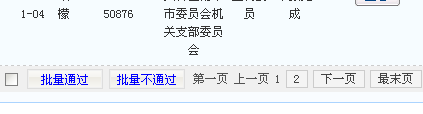 1-04 檬 50876 市委员会机 员 成
关支部委员
会
批量通过 批量不通过 第一页 上一页 1 2 下一页 最末页